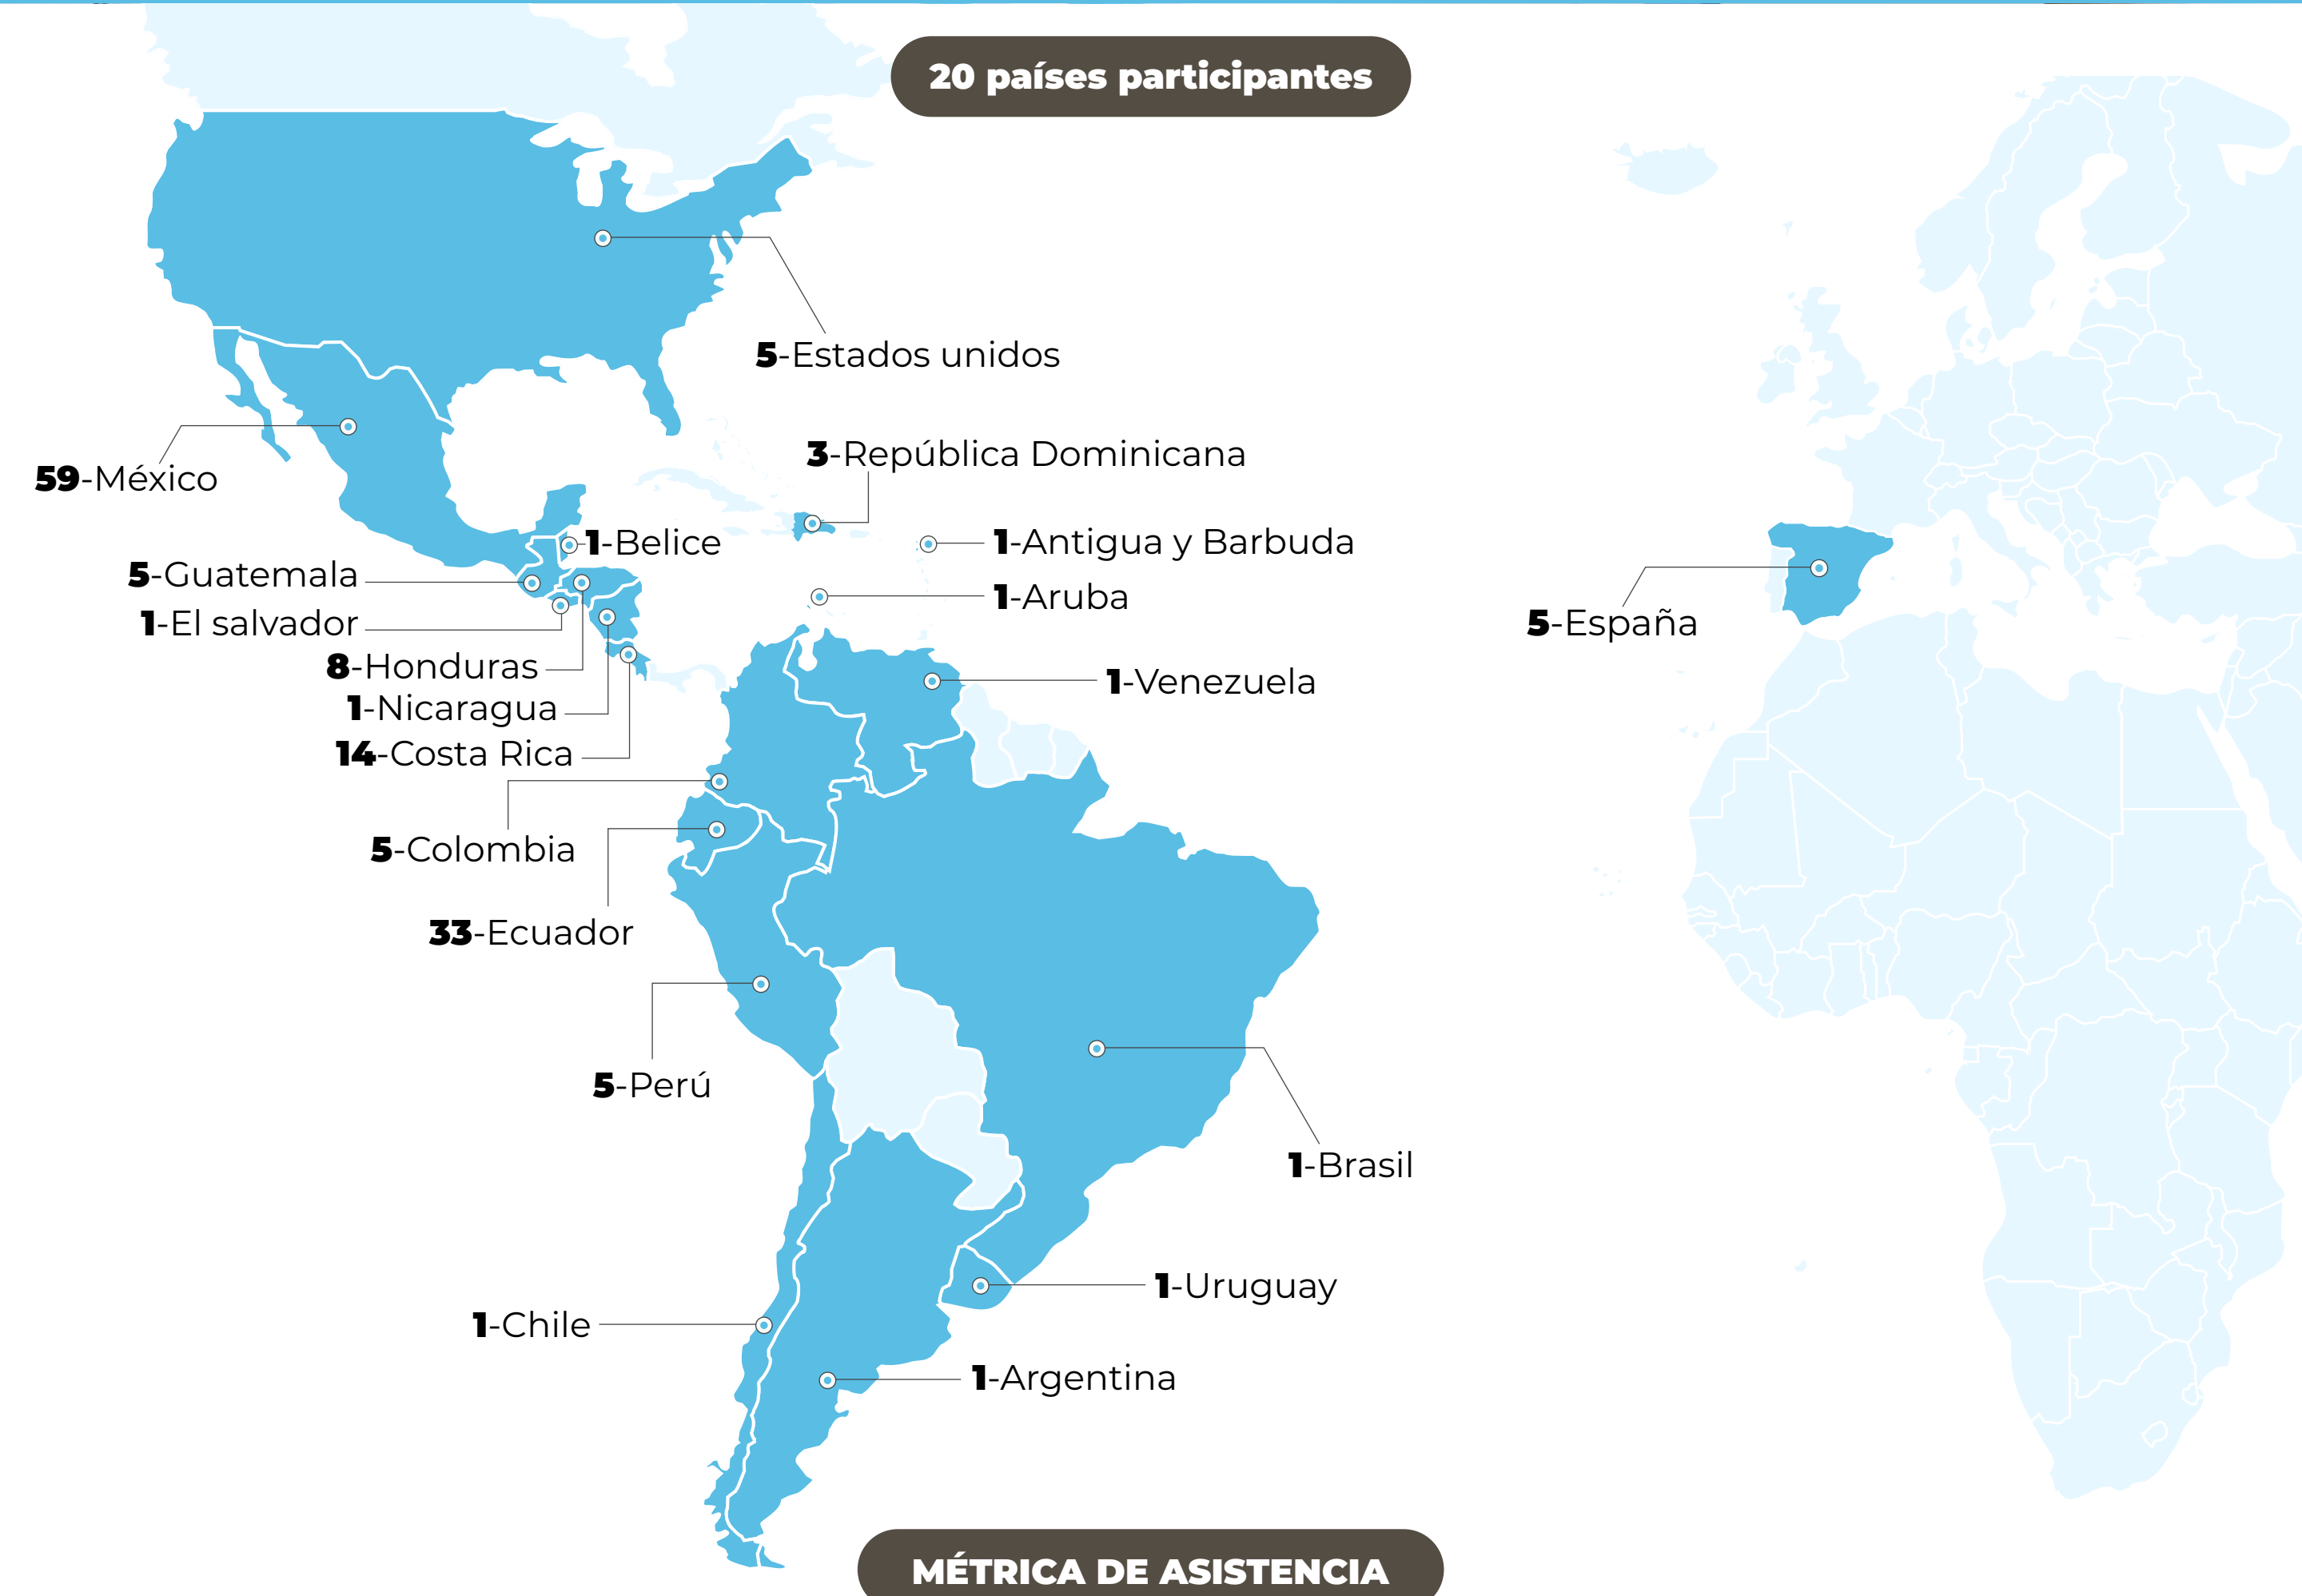 20 países participantes
5-Estados unidos
3-República Dominicana
59-México
1-Belice
1-Antigua y Barbuda
5-Guatemala
1-Aruba
1-El salvador
5-España
8-Honduras
1-Venezuela
1-Nicaragua
14-Costa Rica
5-Colombia
33-Ecuador
5-Perú
1-Brasil
1-Uruguay
1-Chile
1-Argentina
MÉTRICA DE ASISTENCIA